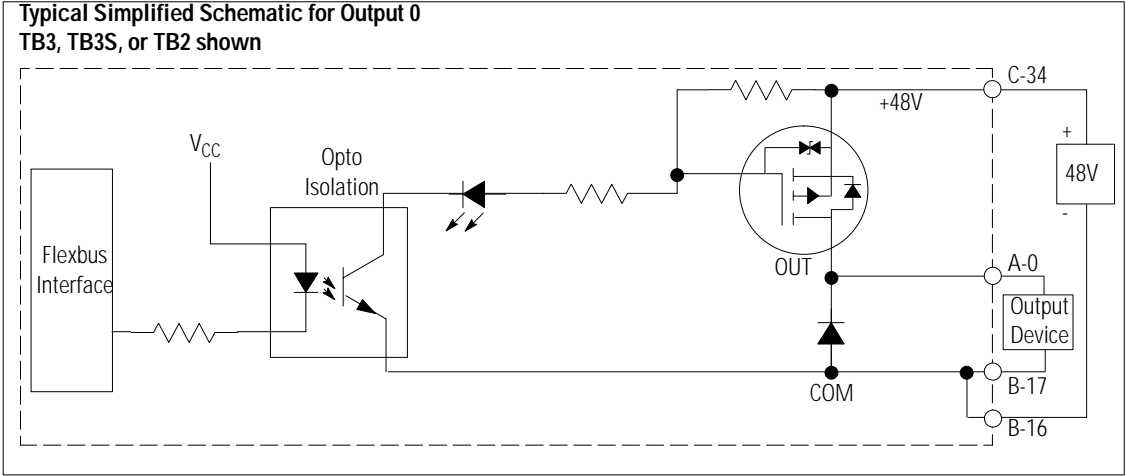 Typical Simplified Schematic for Output 0
TB3, TB3S, or TB2 shown
C-34
+48V
+
48V
-
VCC
Opto
Isolation
Flexbus
Interface
OUT
A-0
Output
Device
COM
B-17
B-16